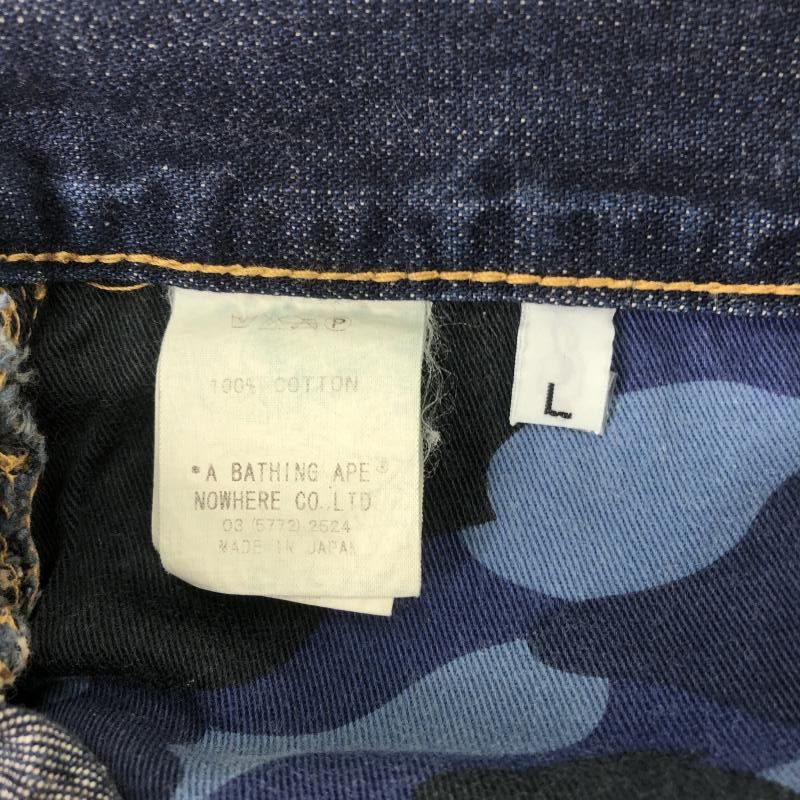 P
100% COTTON
*A BATHING APE®
NOWHERE CO.,LTD
03 (5772) 2524
MADE IN JAPAN
L